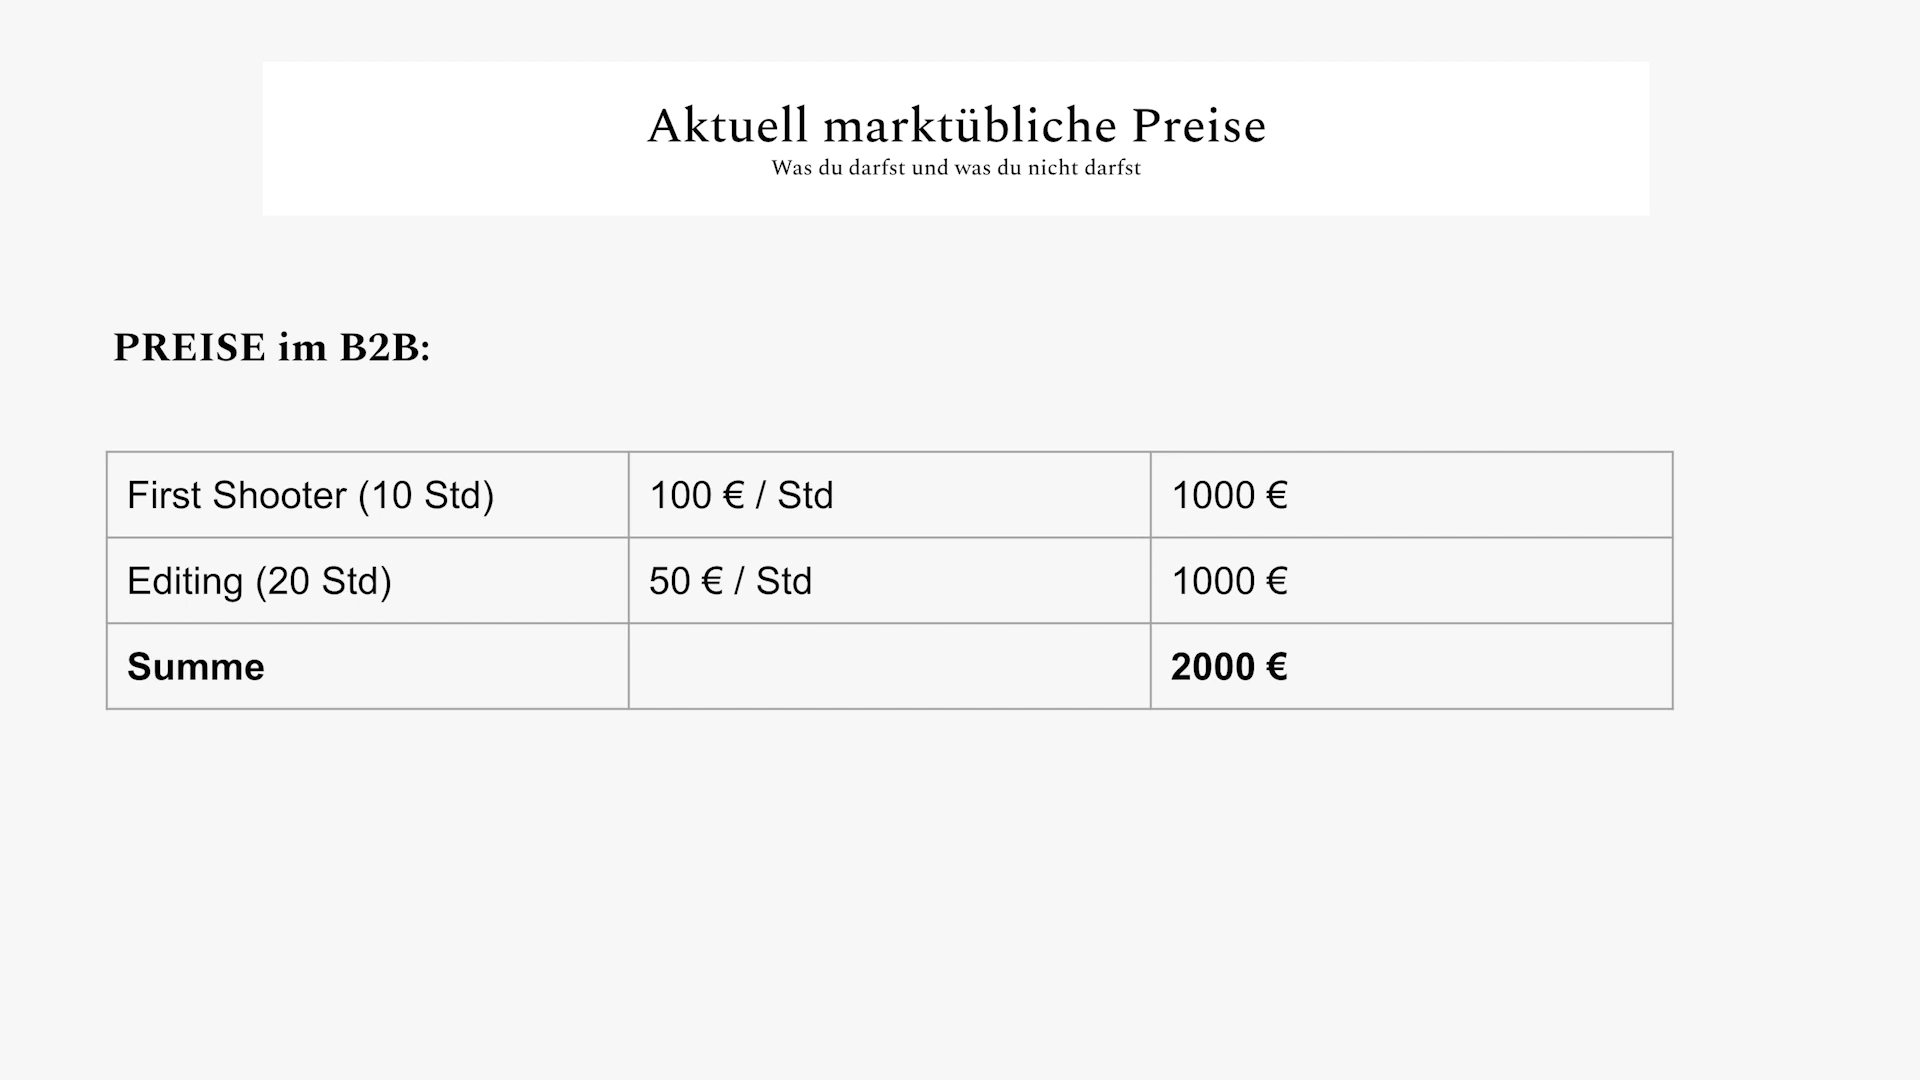 Aktuell marktübliche Preise
Was du darfst und was du nicht darfst
PREISE im B2B:
First Shooter (10 Std) 100 € / Std 1000 €
Editing (20 Std) 50 € / Std 1000 €
Summe 2000 €